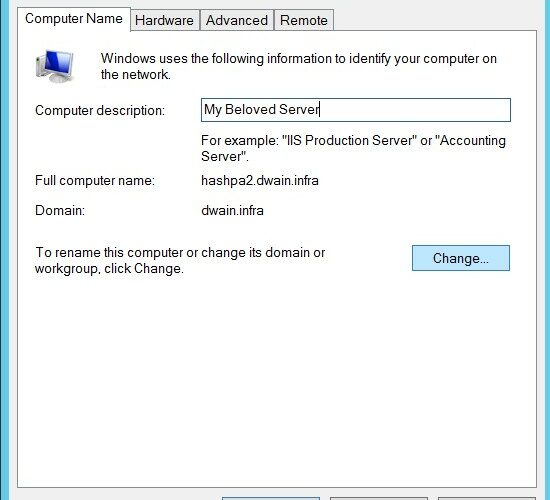 Computer Name Hardware Advanced Remote
Windows uses the following information to identify your computer on
the network.
Computer description: My Beloved Server
For example: "IIS Production Server" or "Accounting
Server".
Full computer name: hashpa2.dwain.infra
Domain: dwain.infra
To rename this computer or change its domain or
workgroup, click Change.
Change...